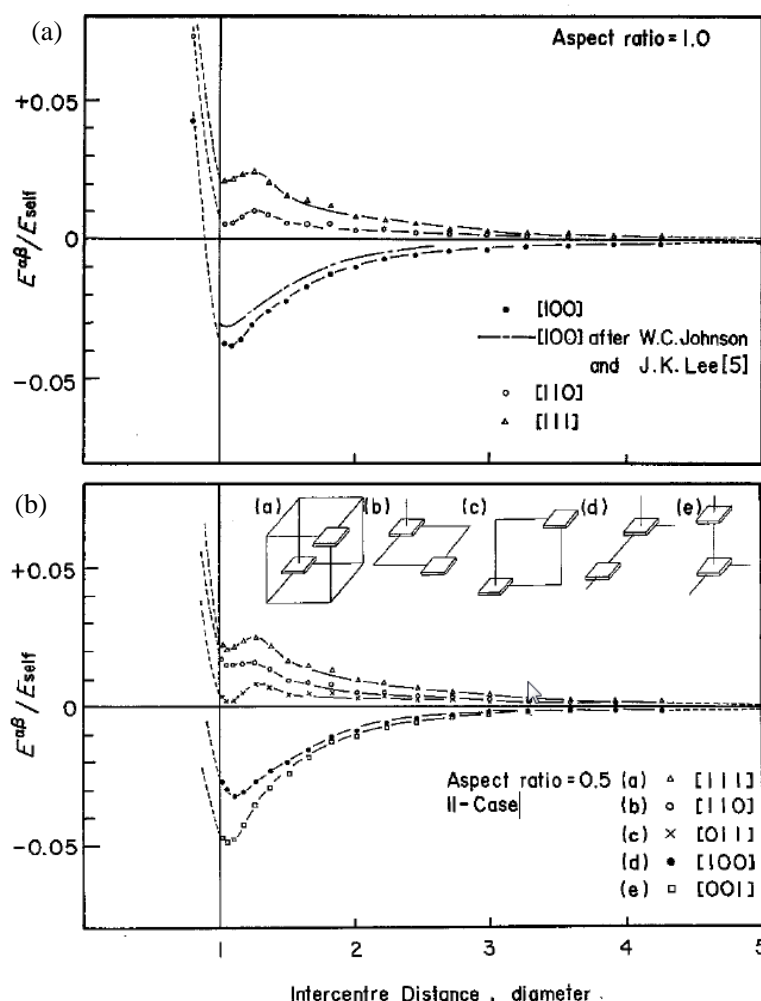 (a)
Aspect ratio = 1.0
+0.05
0
-0.05
E^αβ/E self
• [100]
[100] after W.C. Johnson
and J.K. Lee [5]
○ [110]
△ [111]
(b)
(a) (b) (c) (d) (e)
+0.05
0
-0.05
E^αβ/E self
Aspect ratio = 0.5 (a) △ [111]
II-Case (b) ○ [110]
(c) × [011]
(d) • [100]
(e) □ [001]
1 2 3 4 5
Intercentre Distance , diameter .